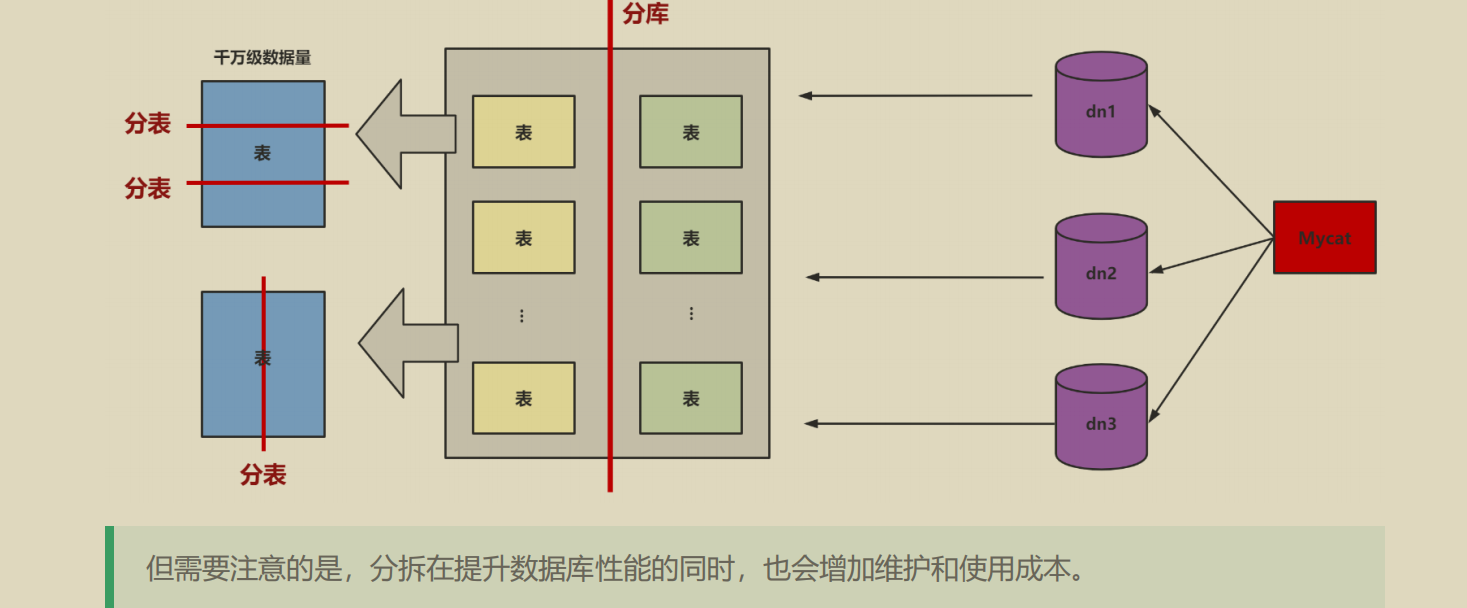 分库
千万级数据量
分表
表
分表
表
分表
表
表
表
表
⋮
⋮
表
表
dn1
dn2
dn3
Mycat
但需要注意的是，分拆在提升数据库性能的同时，也会增加维护和使用成本。